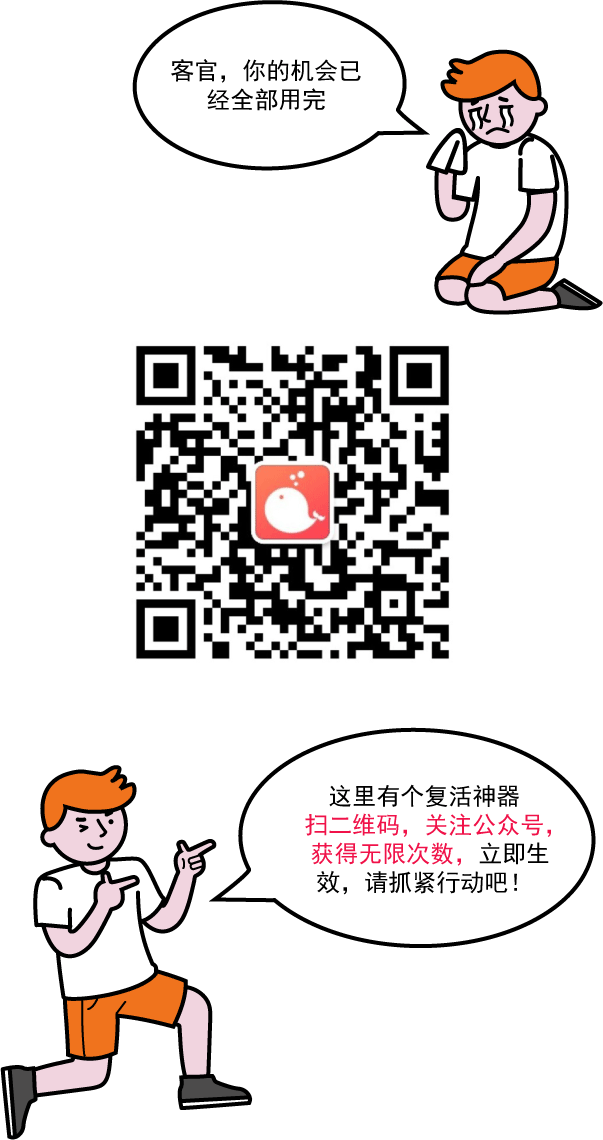 客官，你的机会已
经全部用完
这里有个复活神器
扫二维码，关注公众号，
获得无限次数，立即生
效，请抓紧行动吧！